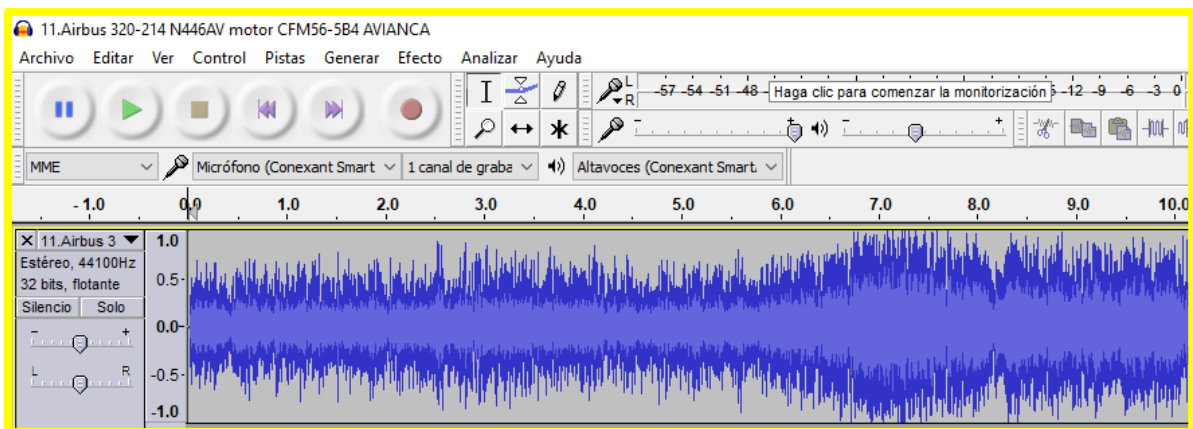 11.Airbus 320-214 N446AV motor CFM56-5B4 AVIANCA
Archivo Editar Ver Control Pistas Generar Efecto Analizar Ayuda
L
R
-57 -54 -51 -48 Haga clic para comenzar la monitorización -12 -9 -6 -3 0
- + - +
MME Micrófono (Conexant Smart 1 canal de graba Altavoces (Conexant Smart
- 1.0 0.0 1.0 2.0 3.0 4.0 5.0 6.0 7.0 8.0 9.0 10.0
X 11.Airbus 3 1.0
Estéreo, 44100Hz
32 bits, flotante 0.5-
Silencio Solo
- + 0.0-
L R -0.5-
-1.0